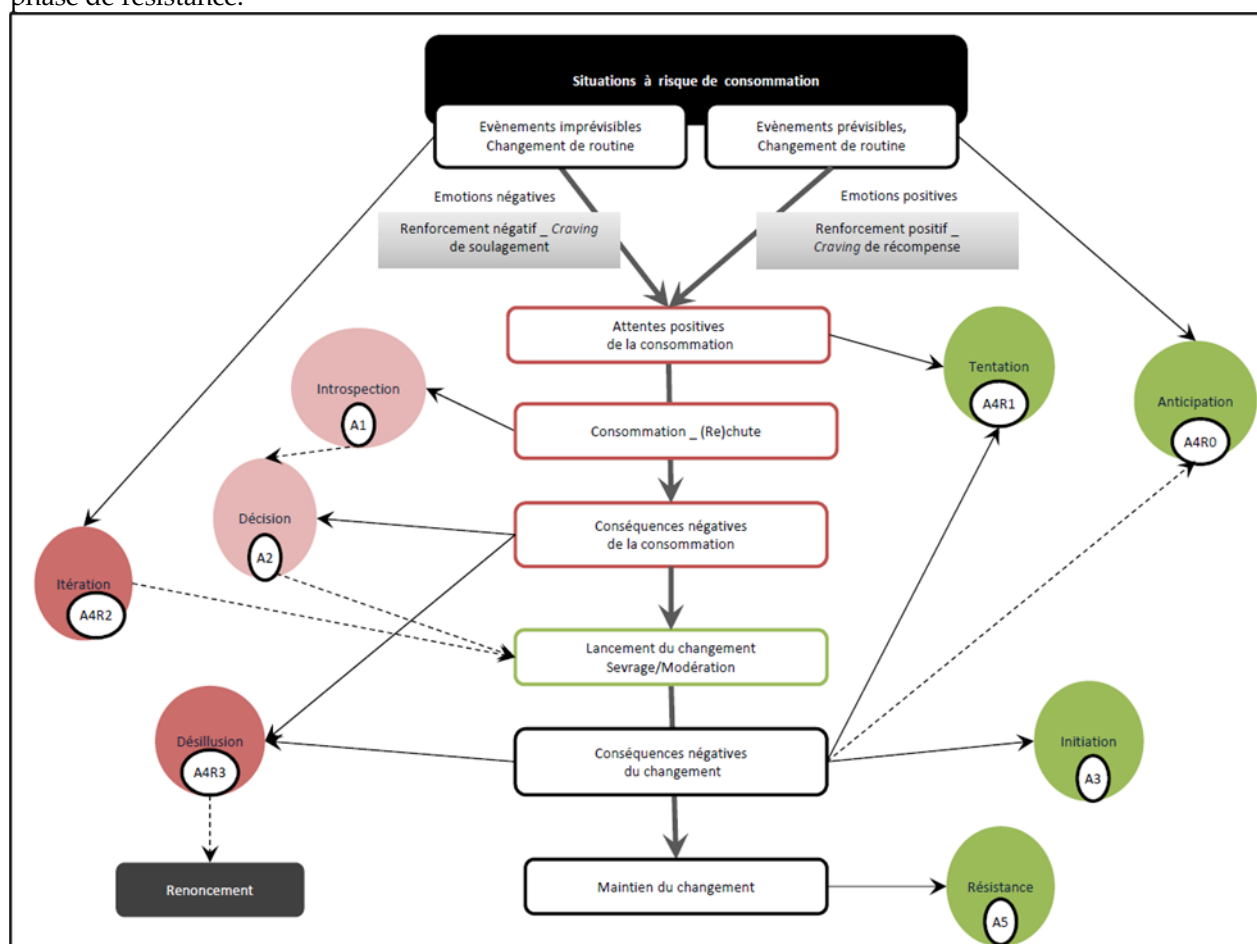 phase de résistance.
Situations à risque de consommation
Evènements imprévisibles
Changement de routine
Evènements prévisibles,
Changement de routine
Emotions négatives
Emotions positives
Renforcement négatif _ Craving
de soulagement
Renforcement positif _
Craving de récompense
Attentes positives
de la consommation
Tentation
A4R1
Anticipation
A4R0
Introspection
A1
Consommation _ (Re)chute
Décision
A2
Conséquences négatives
de la consommation
Itération
A4R2
Lancement du changement
Sevrage/Modération
Désillusion
A4R3
Conséquences négatives
du changement
Initiation
A3
Renoncement
Maintien du changement
Résistance
A5